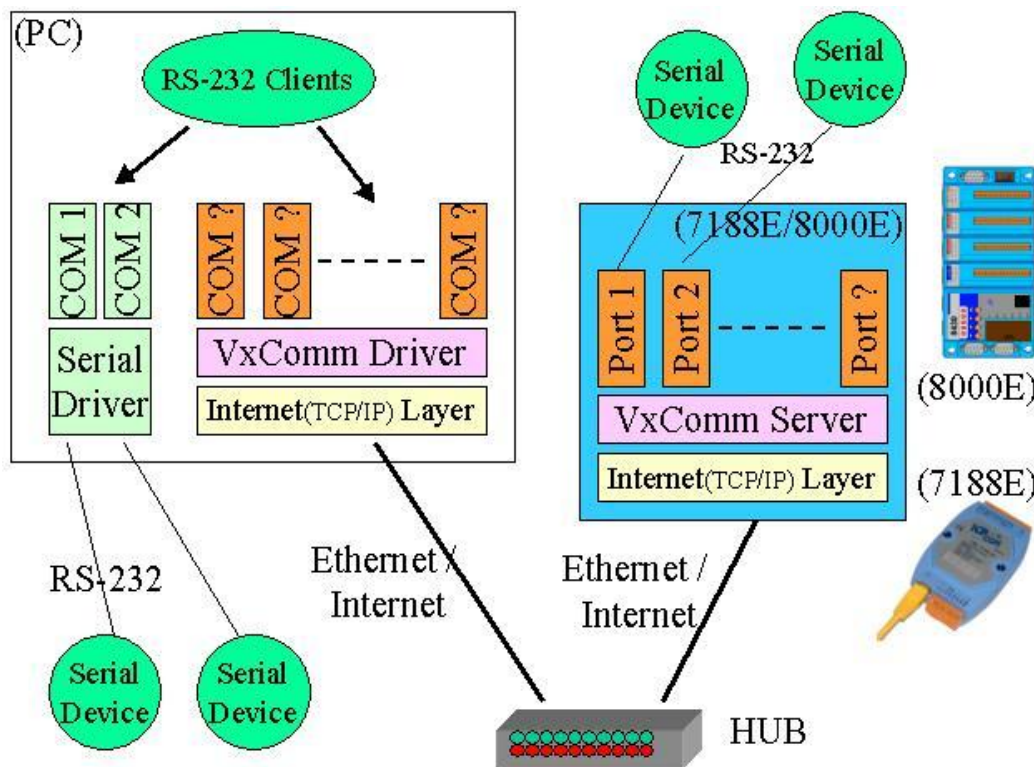 (PC)
RS-232 Clients
COM 1
COM 2
COM ?
COM ?
COM ?
Serial
Driver
VxComm Driver
Internet(TCP/IP) Layer
RS-232
Serial
Device
Serial
Device
Ethernet /
Internet
Serial
Device
Serial
Device
RS-232
(7188E/8000E)
Port 1
Port 2
Port ?
VxComm Server
Internet(TCP/IP) Layer
Ethernet /
Internet
(8000E)
(7188E)
HUB